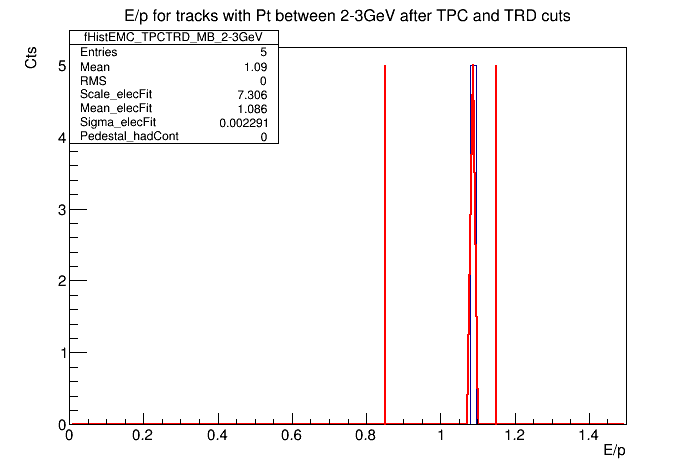 E/p for tracks with Pt between 2-3GeV after TPC and TRD cuts
fHistEMC_TPCTRD_MB_2-3GeV
Entries 5
Mean 1.09
RMS 0
Scale_elecFit 7.306
Mean_elecFit 1.086
Sigma_elecFit 0.002291
Pedestal_hadCont 0
Cts
5
4
3
2
1
0
0 0.2 0.4 0.6 0.8 1 1.2 1.4
E/p